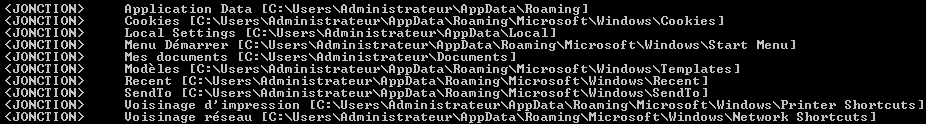 <JONCTION> Application Data [C:\Users\Administrateur\AppData\Roaming]
<JONCTION> Cookies [C:\Users\Administrateur\AppData\Roaming\Microsoft\Windows\Cookies]
<JONCTION> Local Settings [C:\Users\Administrateur\AppData\Local]
<JONCTION> Menu Démarrer [C:\Users\Administrateur\AppData\Roaming\Microsoft\Windows\Start Menu]
<JONCTION> Mes documents [C:\Users\Administrateur\Documents]
<JONCTION> Modèles [C:\Users\Administrateur\AppData\Roaming\Microsoft\Windows\Templates]
<JONCTION> Recent [C:\Users\Administrateur\AppData\Roaming\Microsoft\Windows\Recent]
<JONCTION> SendTo [C:\Users\Administrateur\AppData\Roaming\Microsoft\Windows\SendTo]
<JONCTION> Voisinage d'impression [C:\Users\Administrateur\AppData\Roaming\Microsoft\Windows\Printer Shortcuts]
<JONCTION> Voisinage réseau [C:\Users\Administrateur\AppData\Roaming\Microsoft\Windows\Network Shortcuts]